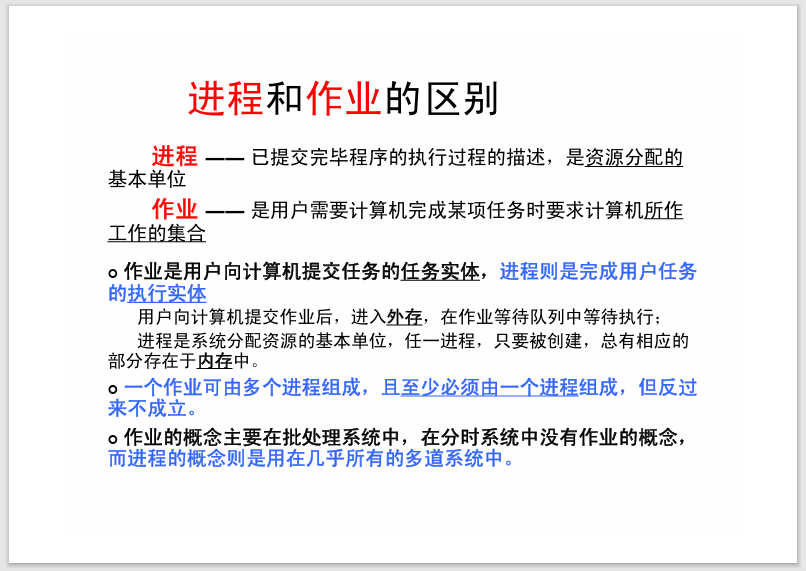 进程和作业的区别
进程 —— 已提交完毕程序的执行过程的描述，是资源分配的
基本单位
作业 —— 是用户需要计算机完成某项任务时要求计算机所作
工作的集合
o 作业是用户向计算机提交任务的任务实体，进程则是完成用户任务
的执行实体
用户向计算机提交作业后，进入外存，在作业等待队列中等待执行；
进程是系统分配资源的基本单位，任一进程，只要被创建，总有相应的
部分存在于内存中。
o 一个作业可由多个进程组成，且至少必须由一个进程组成，但反过
来不成立。
o 作业的概念主要在批处理系统中，在分时系统中没有作业的概念，
而进程的概念则是用在几乎所有的多道系统中。